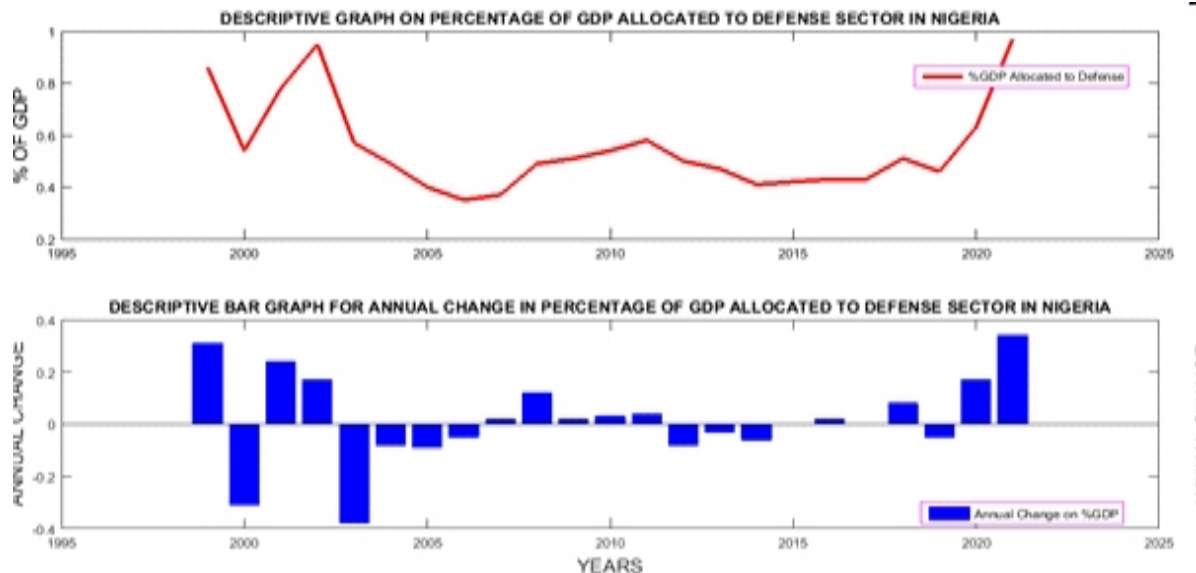 DESCRIPTIVE GRAPH ON PERCENTAGE OF GDP ALLOCATED TO DEFENSE SECTOR IN NIGERIA
1
0.8
0.6
0.4
0.2
% OF GDP
%GDP Allocated to Defense
1995 2000 2005 2010 2015 2020 2025
DESCRIPTIVE BAR GRAPH FOR ANNUAL CHANGE IN PERCENTAGE OF GDP ALLOCATED TO DEFENSE SECTOR IN NIGERIA
0.4
0.2
0
-0.2
-0.4
ANNUAL CHANGE
Annual Change on %GDP
1995 2000 2005 2010 2015 2020 2025
YEARS